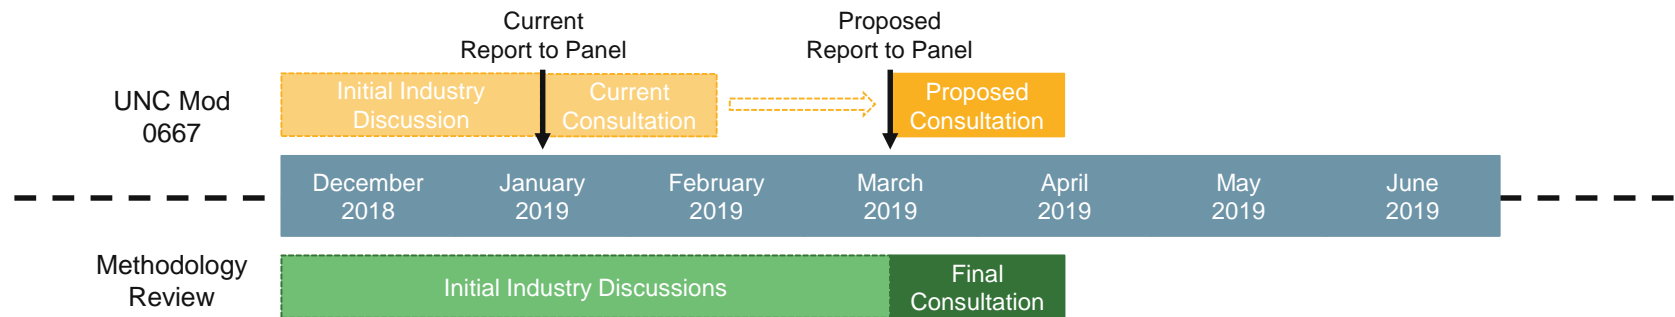 Current
Report to Panel
Proposed
Report to Panel
UNC Mod
0667
Initial Industry
Discussion
Current
Consultation
Proposed
Consultation
December
2018
January
2019
February
2019
March
2019
April
2019
May
2019
June
2019
Methodology
Review
Initial Industry Discussions
Final
Consultation